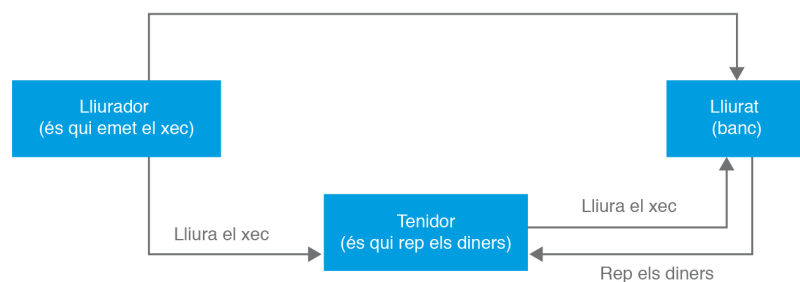 Lliurador
(és qui emet el xec)
Lliurat
(banc)
Tenidor
(és qui rep els diners)
Lliura el xec
Lliura el xec
Rep els diners